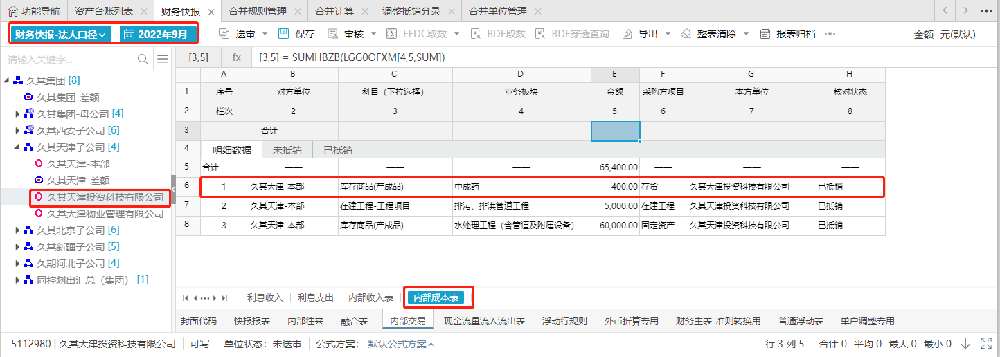 功能导航 资产台账列表 × 财务快报 × 合并规则管理 × 合并计算 × 调整抵销分录 × 合并单位管理 ×
财务快报-法人口径 2022年9月 送审 保存 审核 EFDC取数 BDE取数 BDE穿透查询 导出 整表清除 报表归档 金额 元(默认)
请输入关键字...
久其集团 [8]
久其集团-差额
久其集团-母公司 [4]
久其西安子公司 [6]
久其天津子公司 [4]
久其天津-本部
久其天津-差额
久其天津投资科技有限公司
久其天津物业管理有限公司
久其北京子公司 [6]
久其新疆子公司 [5]
久期河北子公司 [4]
同控划出汇总（集团） [1]
[3,5] fx [3,5] = SUMHBZB(LGG0OFXM[4,5,SUM])
A B C D E F G H
1 序号 对方单位 科目（下拉选择） 业务板块 金额 采购方项目 本方单位 核对状态
2 栏次 2 3 4 5 6 7 8
3 合计 ———— ———— ———— ———— ————
4 明细数据 未抵销 已抵销
5 合计 —— —— —— 65,400.00 —— —— ——
6 1 久其天津-本部 库存商品(产成品) 中成药 400.00 存货 久其天津投资科技有限公司 已抵销
7 2 久其天津-本部 在建工程-工程项目 排污、排洪管道工程 5,000.00 在建工程 久其天津投资科技有限公司 已抵销
8 3 久其天津-本部 库存商品(产成品) 水处理工程（含管道及附属设备） 60,000.00 固定资产 久其天津投资科技有限公司 已抵销
利息收入 利息支出 内部收入表 内部成本表
封面代码 快报报表 内部往来 融合表 内部交易 现金流量流入流出表 浮动行规则 外币折算专用 财务主表-准则转换用 普通浮动表 单户调整专用
5112980 | 久其天津投资科技有限公司 可写 单位状态：未送审 公式方案： 默认公式方案 行 3 列 5 合计 0 平均 0 最大 0 最小 0